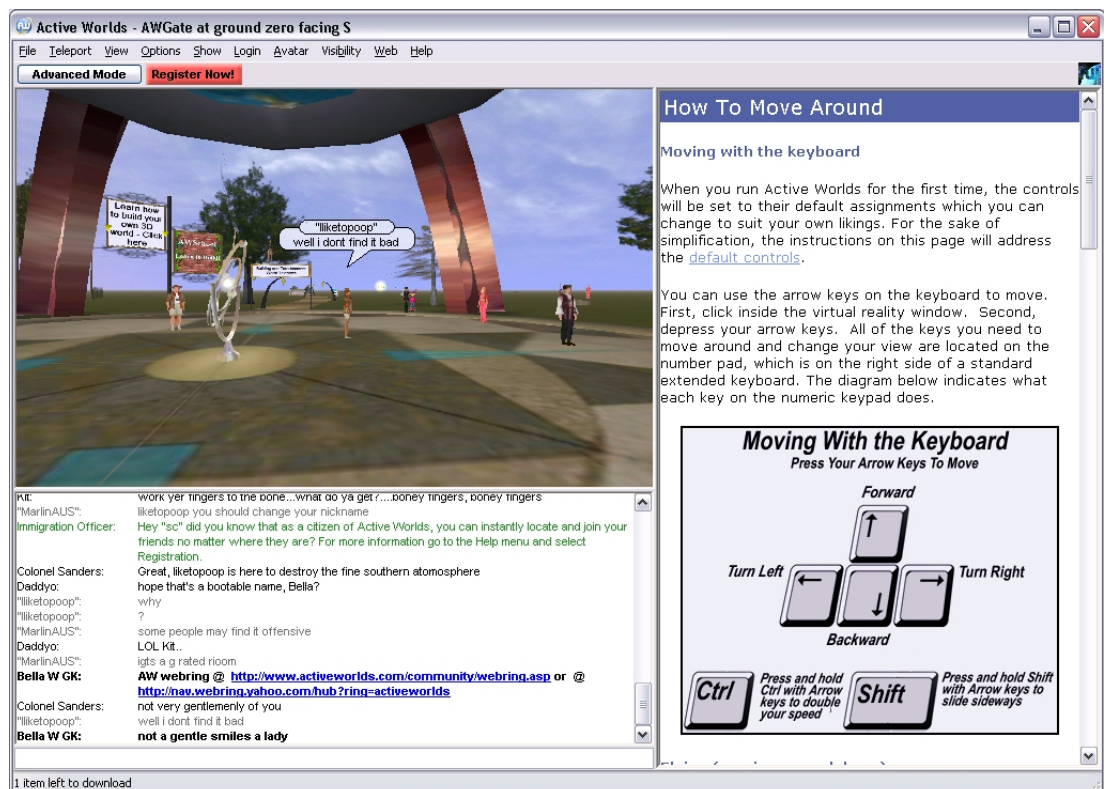 Active Worlds - AWGate at ground zero facing S
File Teleport View Options Show Login Avatar Visibility Web Help
Advanced Mode Register Now!
Learn how
to build your
own 3D
world - Click
here
AWSchool
"Iliketopoop"
well i dont find it bad
Kit: work yer fingers to the bone...what do ya get?....boney fingers, boney fingers
"MarlinAUS": liketopoop you should change your nickname
Immigration Officer: Hey "sc" did you know that as a citizen of Active Worlds, you can instantly locate and join your
friends no matter where they are? For more information go to the Help menu and select
Registration.
Colonel Sanders: Great, liketopoop is here to destroy the fine southern atomosphere
Daddyo: hope that's a bootable name, Bella?
"Iliketopoop": why
"Iliketopoop": ?
"MarlinAUS": some people may find it offensive
Daddyo: LOL Kit..
"MarlinAUS": igts a g rated rioom
Bella W GK: AW webring @ http://www.activeworlds.com/community/webring.asp or @
http://nav.webring.yahoo.com/hub?ring=activeworlds
Colonel Sanders: not very gentlemenly of you
"Iliketopoop": well i dont find it bad
Bella W GK: not a gentle smiles a lady
1 item left to download
How To Move Around
Moving with the keyboard
When you run Active Worlds for the first time, the controls
will be set to their default assignments which you can
change to suit your own likings. For the sake of
simplification, the instructions on this page will address
the default controls.
You can use the arrow keys on the keyboard to move.
First, click inside the virtual reality window. Second,
depress your arrow keys. All of the keys you need to
move around and change your view are located on the
number pad, which is on the right side of a standard
extended keyboard. The diagram below indicates what
each key on the numeric keypad does.
Moving With the Keyboard
Press Your Arrow Keys To Move
Forward
Turn Left
Turn Right
Backward
Ctrl
Press and hold
Ctrl with Arrow
keys to double
your speed
Shift
Press and hold Shift
with Arrow keys to
slide sideways